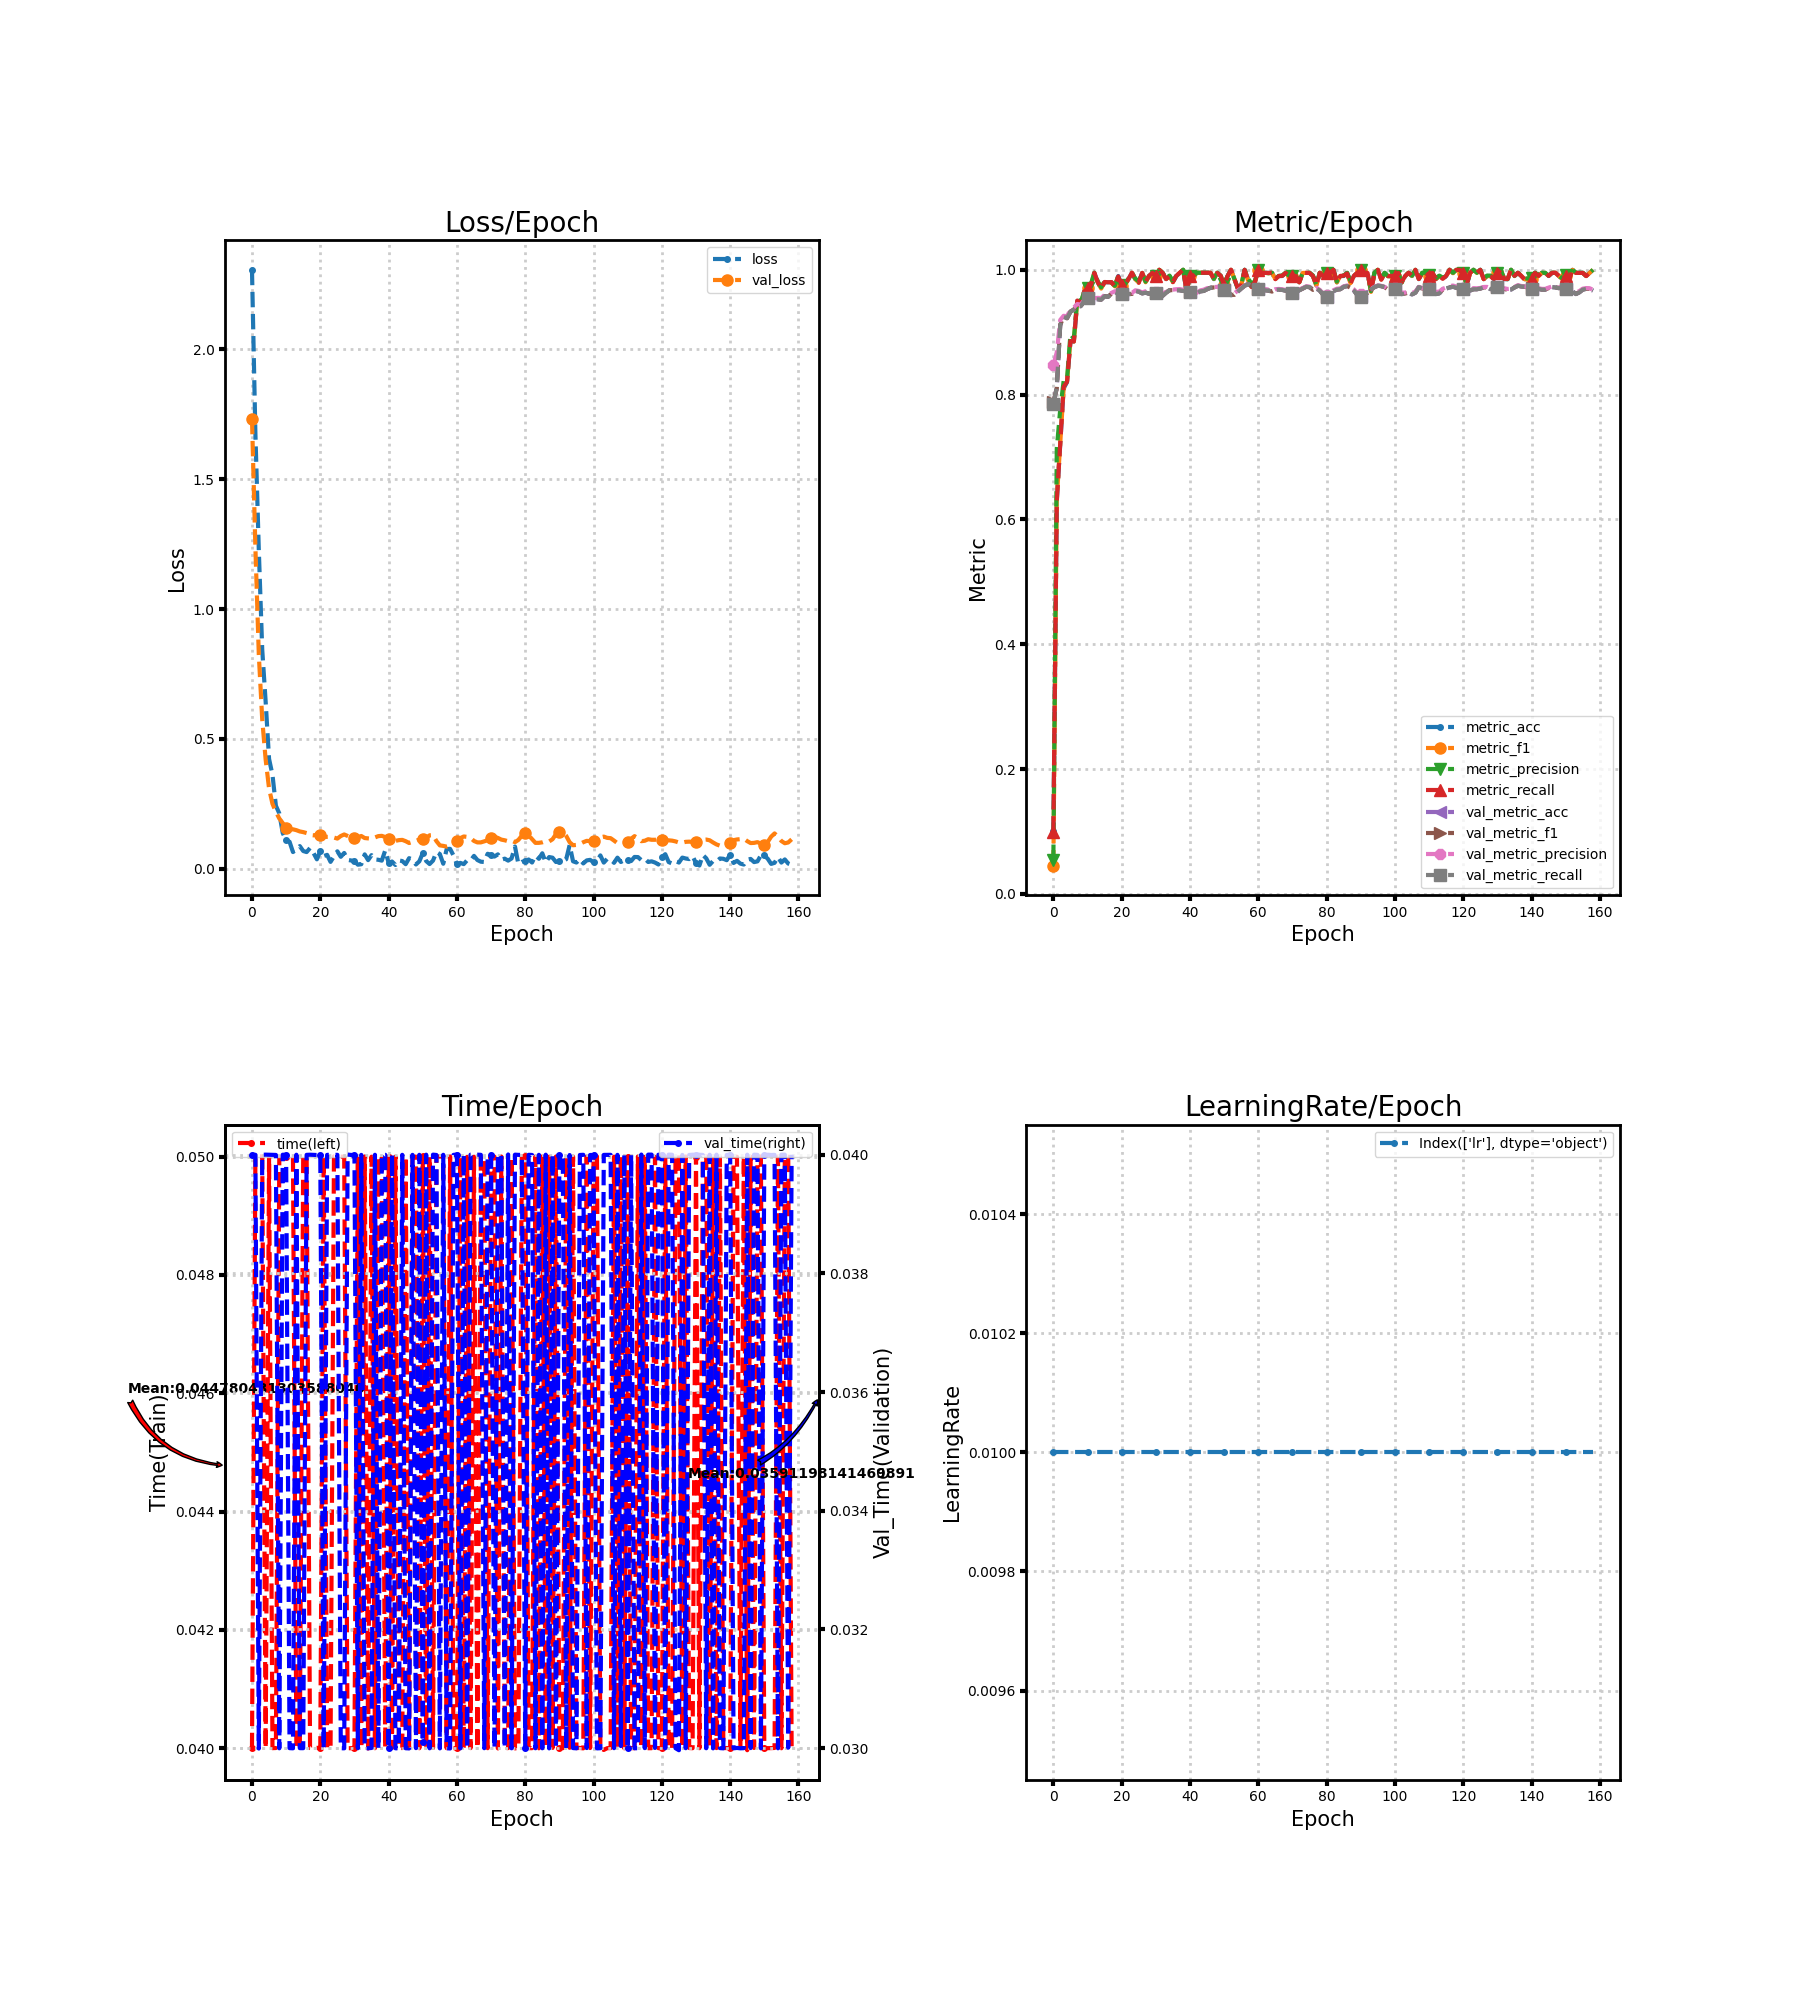 Loss/Epoch
loss
val_loss
2.0
1.5
1.0
0.5
0.0
0
20
40
60
80
100
120
140
160
Loss
Epoch
Metric/Epoch
1.0
0.8
0.6
0.4
0.2
0.0
metric_acc
metric_f1
metric_precision
metric_recall
val_metric_acc
val_metric_f1
val_metric_precision
val_metric_recall
0
20
40
60
80
100
120
140
160
Metric
Epoch
Time/Epoch
time(left)
val_time(right)
0.050
0.048
0.046
0.044
0.042
0.040
0.040
0.038
0.036
0.034
0.032
0.030
Time(Train)
Val_Time(Validation)
0
20
40
60
80
100
120
140
160
Epoch
LearningRate/Epoch
Index(['lr'], dtype='object')
0.0104
0.0102
0.0100
0.0098
0.0096
0
20
40
60
80
100
120
140
160
LearningRate
Epoch